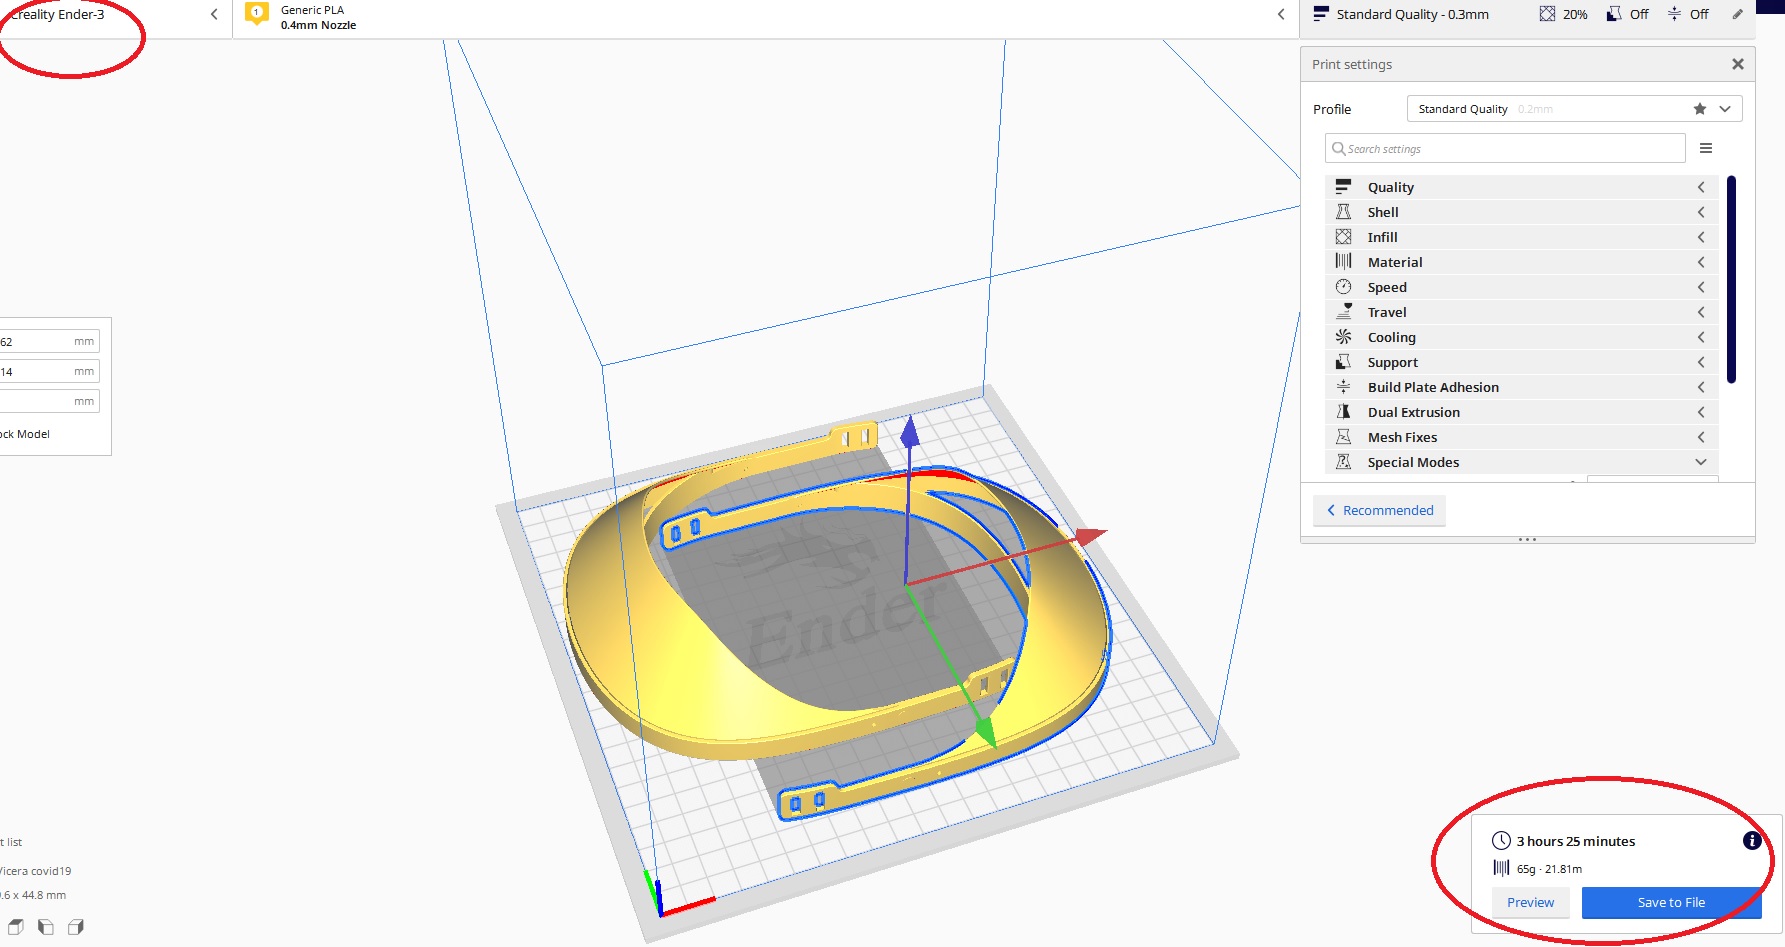 Creality Ender-3
1
Generic PLA
0.4mm Nozzle
Standard Quality - 0.3mm
20%
Off
Off
Print settings
Profile
Standard Quality 0.2mm
Search settings
Quality
Shell
Infill
Material
Speed
Travel
Cooling
Support
Build Plate Adhesion
Dual Extrusion
Mesh Fixes
Special Modes
Recommended
62 mm
14 mm
mm
ock Model
Ender
t list
Vicera covid19
.6 x 44.8 mm
3 hours 25 minutes
65g · 21.81m
Preview
Save to File